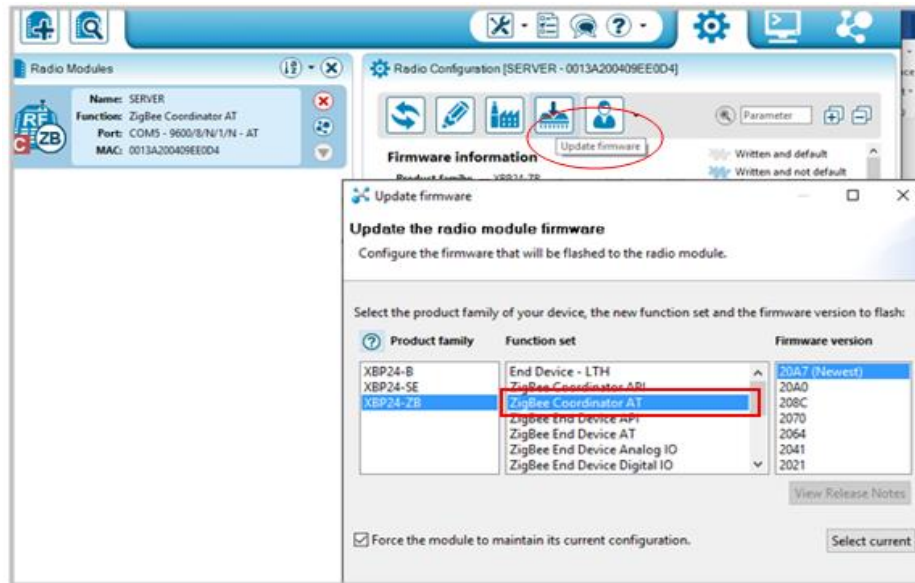 Radio Modules
Radio Configuration [SERVER - 0013A200409EE0D4]
Name: SERVER
Function: ZigBee Coordinator AT
Port: COM5 - 9600/8/N/1/N - AT
MAC: 0013A200409EE0D4
Parameter
Update firmware
Firmware information
Written and default
Written and not default
Product family
Update firmware
Update the radio module firmware
Configure the firmware that will be flashed to the radio module.
Select the product family of your device, the new function set and the firmware version to flash:
Product family Function set Firmware version
XBP24-B End Device - LTH 20A7 (Newest)
XBP24-SE ZigBee Coordinator API 20A0
XBP24-ZB ZigBee Coordinator AT 208C
ZigBee End Device API 2070
ZigBee End Device AT 2064
ZigBee End Device Analog IO 2041
ZigBee End Device Digital IO 2021
View Release Notes
Force the module to maintain its current configuration.
Select current